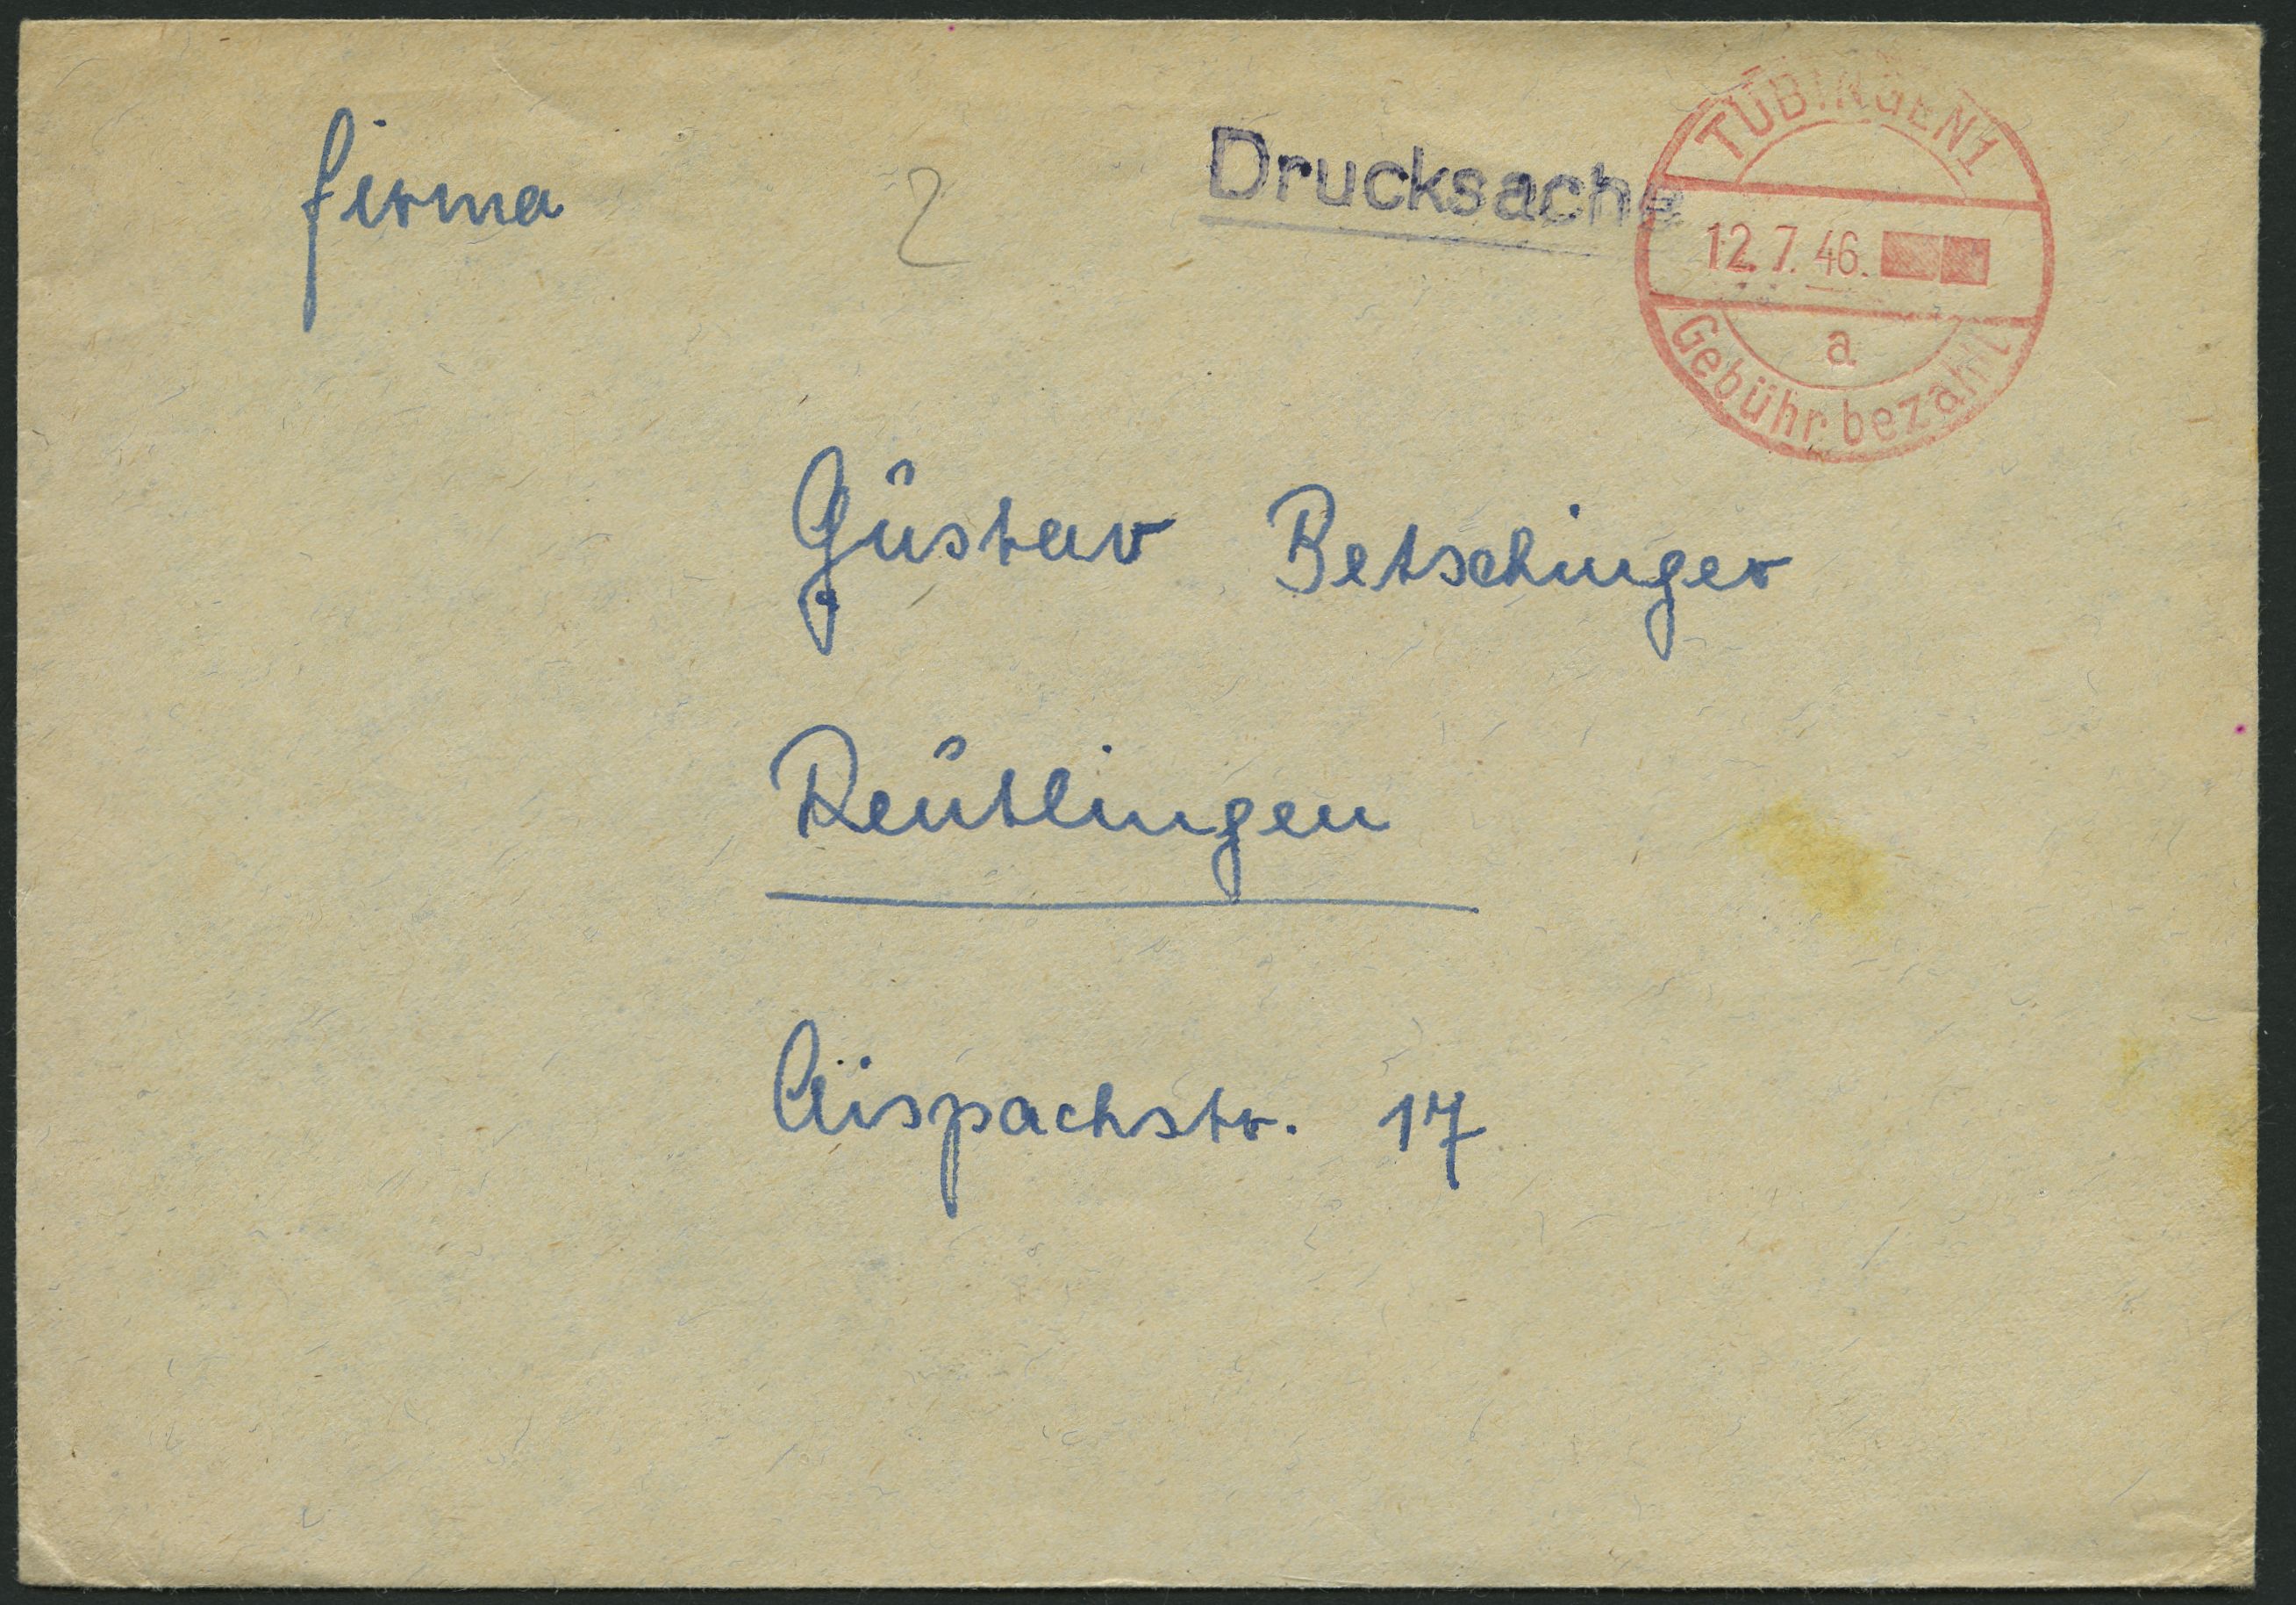 Firma
2
Drucksache
TÜBINGEN 1
12.7.46.
a
Gebühr bezahlt
Gustav Betschinger
Reutlingen
Aispachstr. 17